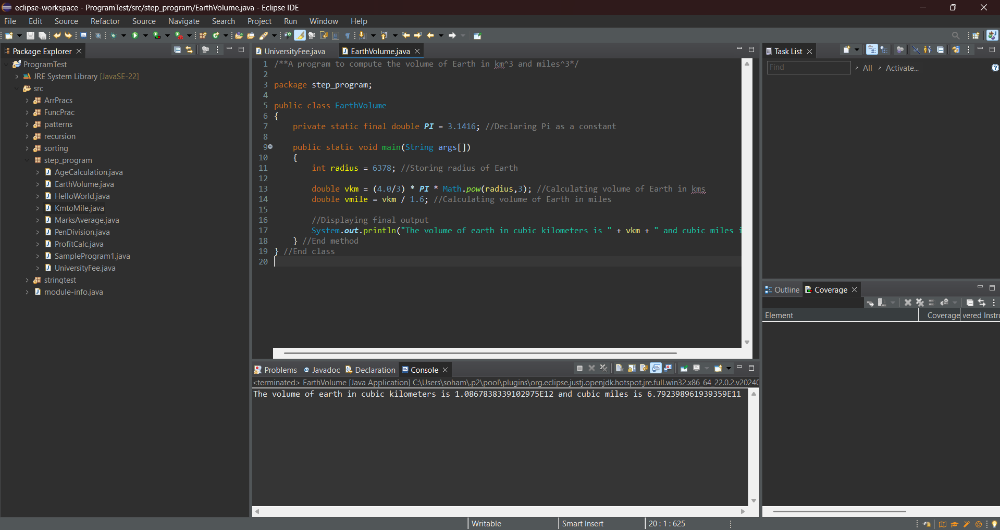 eclipse-workspace - ProgramTest/src/step_program/EarthVolume.java - Eclipse IDE
File Edit Source Refactor Source Navigate Search Project Run Window Help
Package Explorer
ProgramTest
JRE System Library [JavaSE-22]
src
ArrPracs
FuncPrac
patterns
recursion
sorting
step_program
AgeCalculation.java
EarthVolume.java
HelloWorld.java
KmtoMile.java
MarksAverage.java
PenDivision.java
ProfitCalc.java
SampleProgram1.java
UniversityFee.java
stringtest
module-info.java
UniversityFee.java EarthVolume.java
1 /**A program to compute the volume of Earth in km^3 and miles^3*/
2
3 package step_program;
4
5 public class EarthVolume
6 {
7 private static final double PI = 3.1416; //Declaring Pi as a constant
8
9 public static void main(String args[])
10 {
11 int radius = 6378; //Storing radius of Earth
12
13 double vkm = (4.0/3) * PI * Math.pow(radius,3); //Calculating volume of Earth in kms
14 double vmile = vkm / 1.6; //Calculating volume of Earth in miles
15
16 //Displaying final output
17 System.out.println("The volume of earth in cubic kilometers is " + vkm + " and cubic miles i
18 } //End method
19 } //End class
20
Problems Javadoc Declaration Console
<terminated> EarthVolume [Java Application] C:\Users\soham\.p2\pool\plugins\org.eclipse.justj.openjdk.hotspot.jre.full.win32.x86_64_22.0.2.v20240
The volume of earth in cubic kilometers is 1.0867838339102975E12 and cubic miles is 6.792398961939359E11
Task List
Find All Activate...
Outline Coverage
Element Coverage vered Instru
Writable Smart Insert 20 : 1 : 625